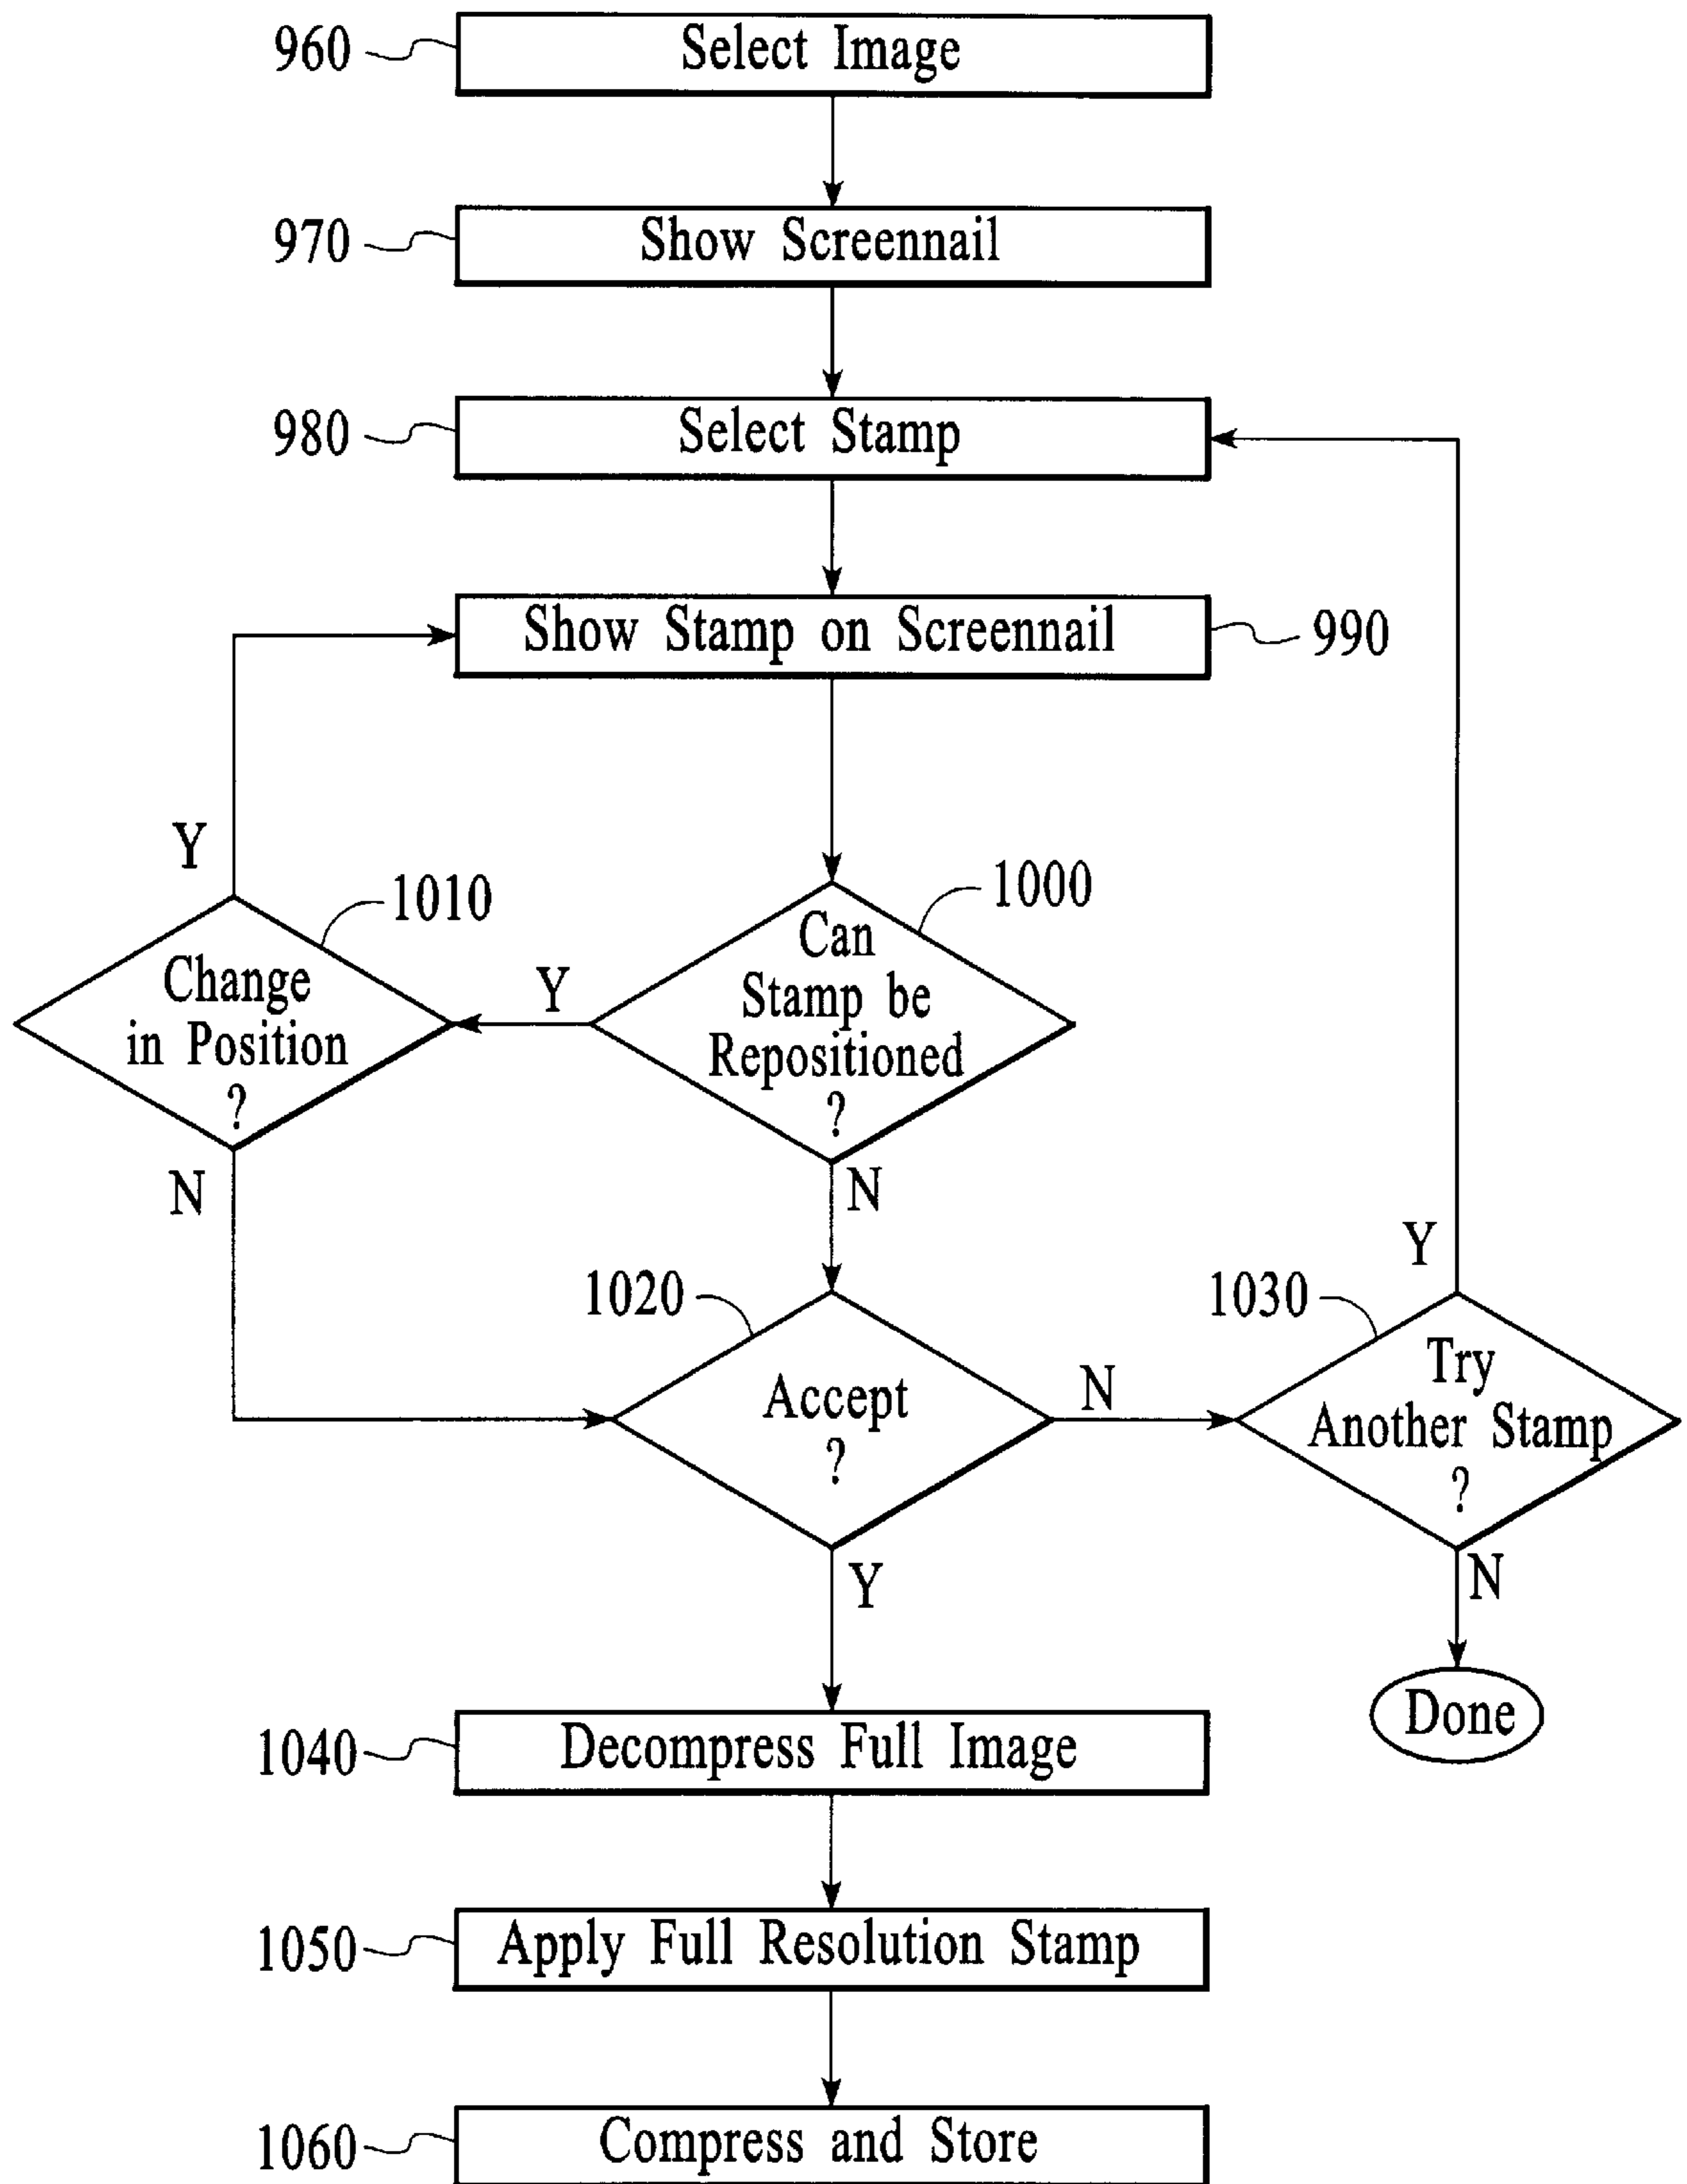 960
Select Image
970
Show Screennail
980
Select Stamp
Show Stamp on Screennail
990
Y
1010
1000
Change
in Position
?
Y
Can
Stamp be
Repositioned
?
N
N
1020
Y
1030
Accept
?
N
Try
Another Stamp
?
Y
N
Done
1040
Decompress Full Image
1050
Apply Full Resolution Stamp
1060
Compress and Store